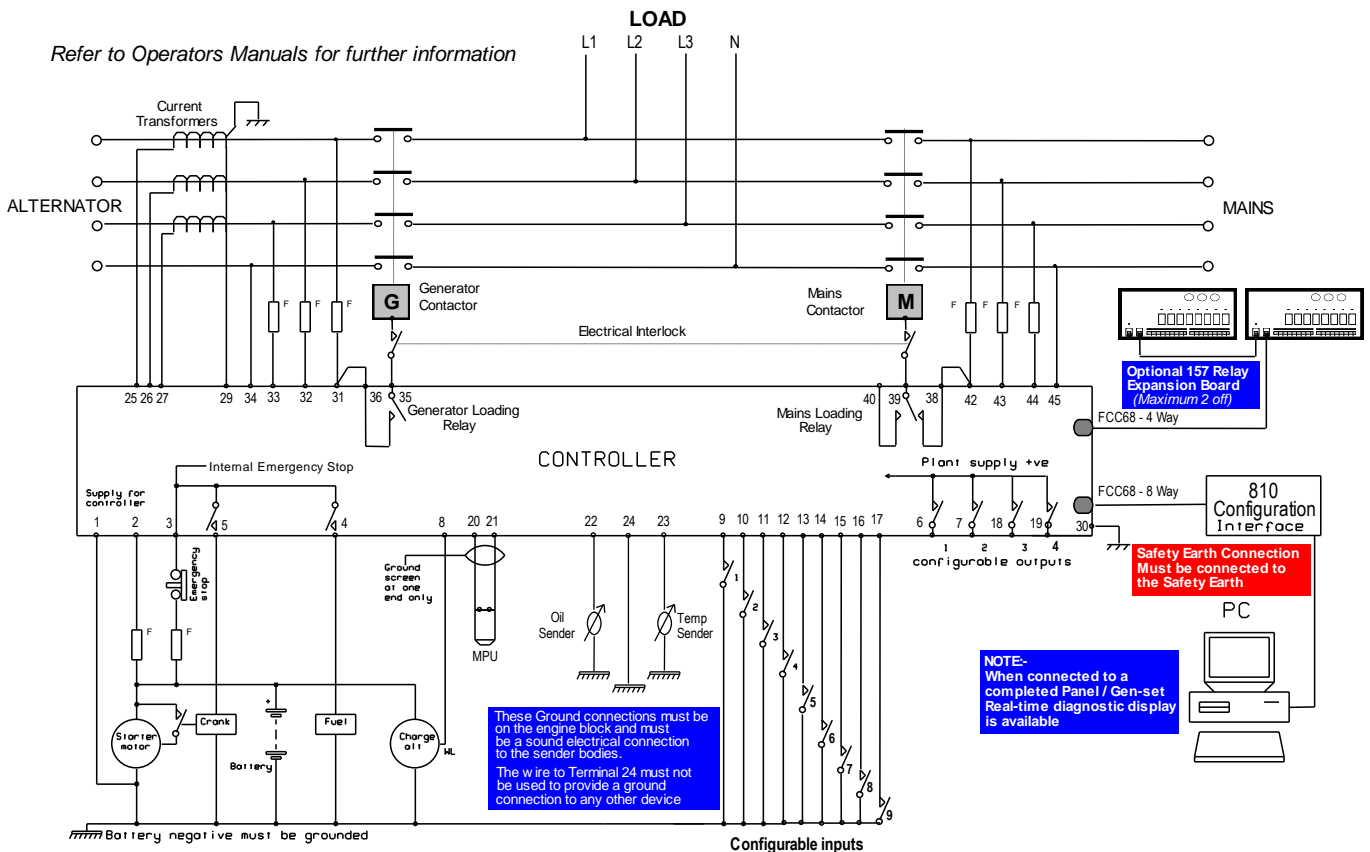 LOAD
Refer to Operators Manuals for further information
L1 L2 L3 N
Current
Transformers
ALTERNATOR
MAINS
G
Generator
Contactor
Mains
Contactor
M
F F F
F F F
Electrical Interlock
Optional 157 Relay
Expansion Board
(Maximum 2 off)
25 26 27 29 34 33 32 31 36 35
Generator Loading
Relay
40 39 38 42 43 44 45
Mains Loading
Relay
FCC68 - 4 Way
CONTROLLER
Internal Emergency Stop
Plant supply +ve
Supply for
controller
FCC68 - 8 Way
810
Configuration
Interface
1 2 3 5 4 8 20 21 22 24 23 9 10 11 12 13 14 15 16 17 6 7 18 19 30
1 2 3 4
configurable outputs
Safety Earth Connection
Must be connected to
the Safety Earth
Emergency
stop
Ground
screen
at one
end only
MPU
Oil
Sender
Temp
Sender
1
2
3
4
5
6
7
8
9
F F
PC
NOTE:-
When connected to a
completed Panel / Gen-set
Real-time diagnostic display
is available
These Ground connections must be
on the engine block and must
be a sound electrical connection
to the sender bodies.
The wire to Terminal 24 must not
be used to provide a ground
connection to any other device
Starter
motor
Crank
+
-
Battery
Fuel
Charge
alt
WL
Battery negative must be grounded
Configurable inputs